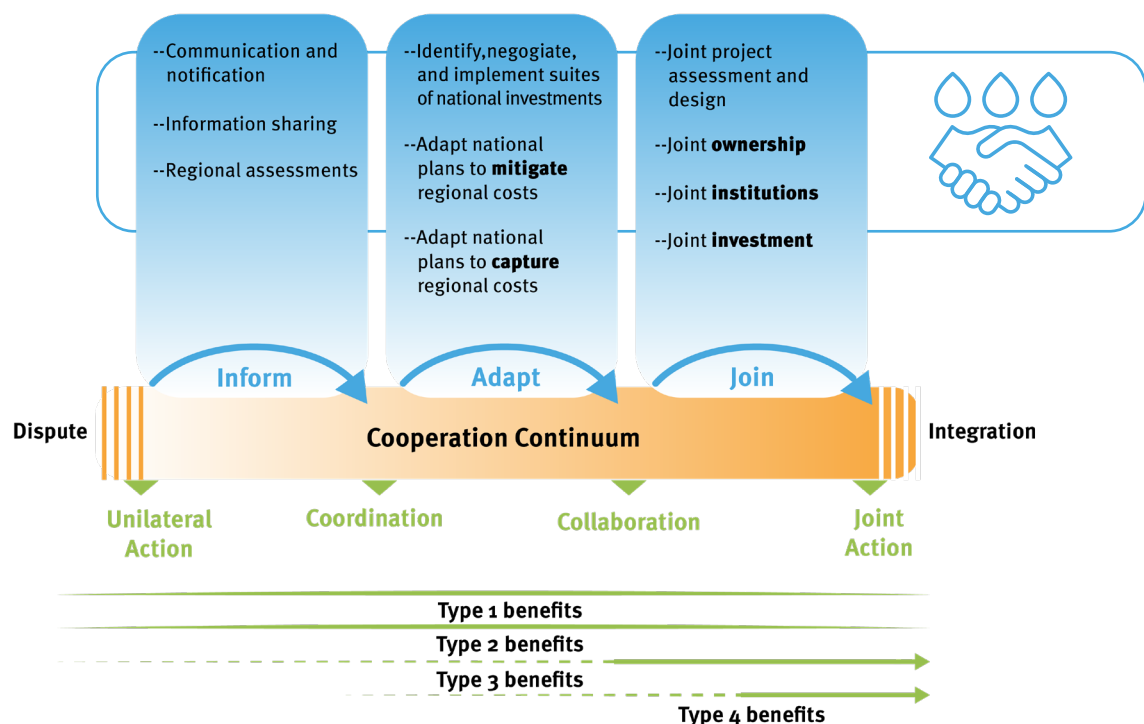 --Communication and
notification
--Information sharing
--Regional assessments
--Identify,negogiate,
and implement suites
of national investments
--Adapt national
plans to mitigate
regional costs
--Adapt national
plans to capture
regional costs
--Joint project
assessment and
design
--Joint ownership
--Joint institutions
--Joint investment
Inform
Adapt
Join
Dispute
Cooperation Continuum
Integration
Unilateral
Action
Coordination
Collaboration
Joint
Action
Type 1 benefits
Type 2 benefits
Type 3 benefits
Type 4 benefits